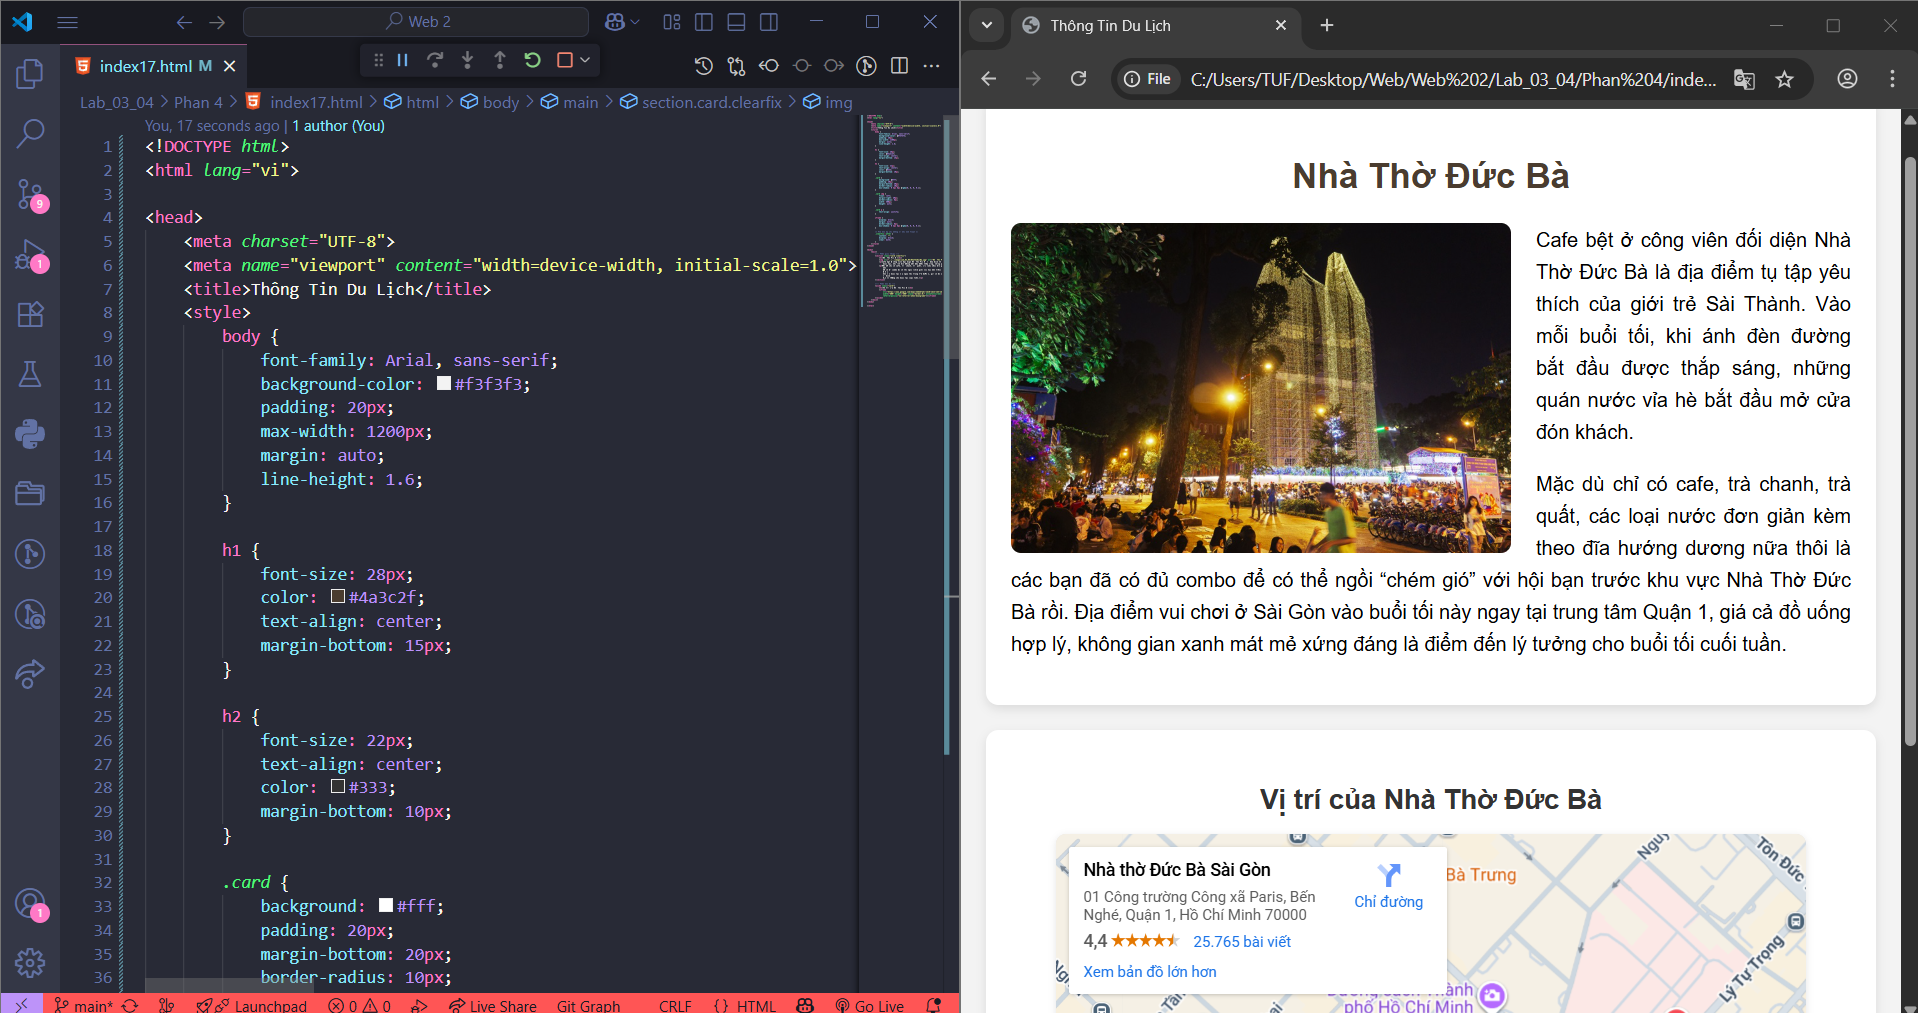 Web 2
index17.html M
Lab_03_04 > Phan 4 > index17.html > html > body > main > section.card.clearfix > img
You, 17 seconds ago | 1 author (You)
1 <!DOCTYPE html>
2 <html lang="vi">
3
4 <head>
5 <meta charset="UTF-8">
6 <meta name="viewport" content="width=device-width, initial-scale=1.0">
7 <title>Thông Tin Du Lịch</title>
8 <style>
9 body {
10 font-family: Arial, sans-serif;
11 background-color: #f3f3f3;
12 padding: 20px;
13 max-width: 1200px;
14 margin: auto;
15 line-height: 1.6;
16 }
17
18 h1 {
19 font-size: 28px;
20 color: #4a3c2f;
21 text-align: center;
22 margin-bottom: 15px;
23 }
24
25 h2 {
26 font-size: 22px;
27 text-align: center;
28 color: #333;
29 margin-bottom: 10px;
30 }
31
32 .card {
33 background: #fff;
34 padding: 20px;
35 margin-bottom: 20px;
36 border-radius: 10px;
9
1
1
main* Launchpad 0 0 Live Share Git Graph CRLF {} HTML Go Live
Thông Tin Du Lịch
File C:/Users/TUF/Desktop/Web/Web%202/Lab_03_04/Phan%204/inde...
Nhà Thờ Đức Bà
Cafe bệt ở công viên đối diện Nhà
Thờ Đức Bà là địa điểm tụ tập yêu
thích của giới trẻ Sài Thành. Vào
mỗi buổi tối, khi ánh đèn đường
bắt đầu được thắp sáng, những
quán nước vỉa hè bắt đầu mở cửa
đón khách.
Mặc dù chỉ có cafe, trà chanh, trà
quất, các loại nước đơn giản kèm
theo đĩa hướng dương nữa thôi là
các bạn đã có đủ combo để có thể ngồi “chém gió” với hội bạn trước khu vực Nhà Thờ Đức
Bà rồi. Địa điểm vui chơi ở Sài Gòn vào buổi tối này ngay tại trung tâm Quận 1, giá cả đồ uống
hợp lý, không gian xanh mát mẻ xứng đáng là điểm đến lý tưởng cho buổi tối cuối tuần.
Vị trí của Nhà Thờ Đức Bà
Nhà thờ Đức Bà Sài Gòn
01 Công trường Công xã Paris, Bến
Nghé, Quận 1, Hồ Chí Minh 70000
4,4 25.765 bài viết
Xem bản đồ lớn hơn
Chỉ đường
Bà Trưng
Tôn Đức
Lý Tự Trọng
phố Hồ Chí Minh